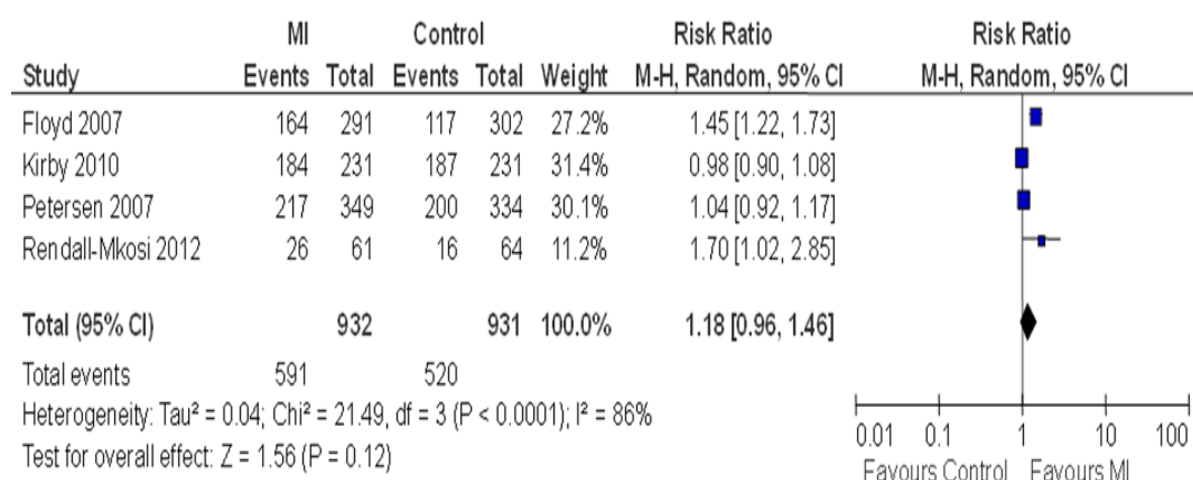 MI Control Risk Ratio Risk Ratio
Study Events Total Events Total Weight M-H, Random, 95% CI M-H, Random, 95% CI
Floyd 2007 164 291 117 302 27.2% 1.45 [1.22, 1.73]
Kirby 2010 184 231 187 231 31.4% 0.98 [0.90, 1.08]
Petersen 2007 217 349 200 334 30.1% 1.04 [0.92, 1.17]
Rendall-Mkosi 2012 26 61 16 64 11.2% 1.70 [1.02, 2.85]
Total (95% CI) 932 931 100.0% 1.18 [0.96, 1.46]
Total events 591 520
Heterogeneity: Tau² = 0.04; Chi² = 21.49, df = 3 (P < 0.0001); I² = 86%
Test for overall effect: Z = 1.56 (P = 0.12)
0.01 0.1 1 10 100
Favours Control Favours MI